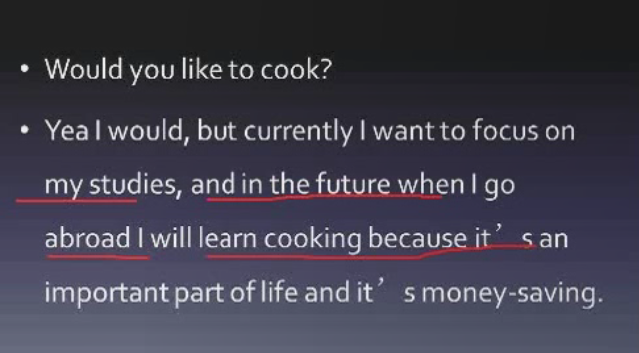 • Would you like to cook?
• Yea I would, but currently I want to focus on
my studies, and in the future when I go
abroad I will learn cooking because it’s an
important part of life and it’s money-saving.